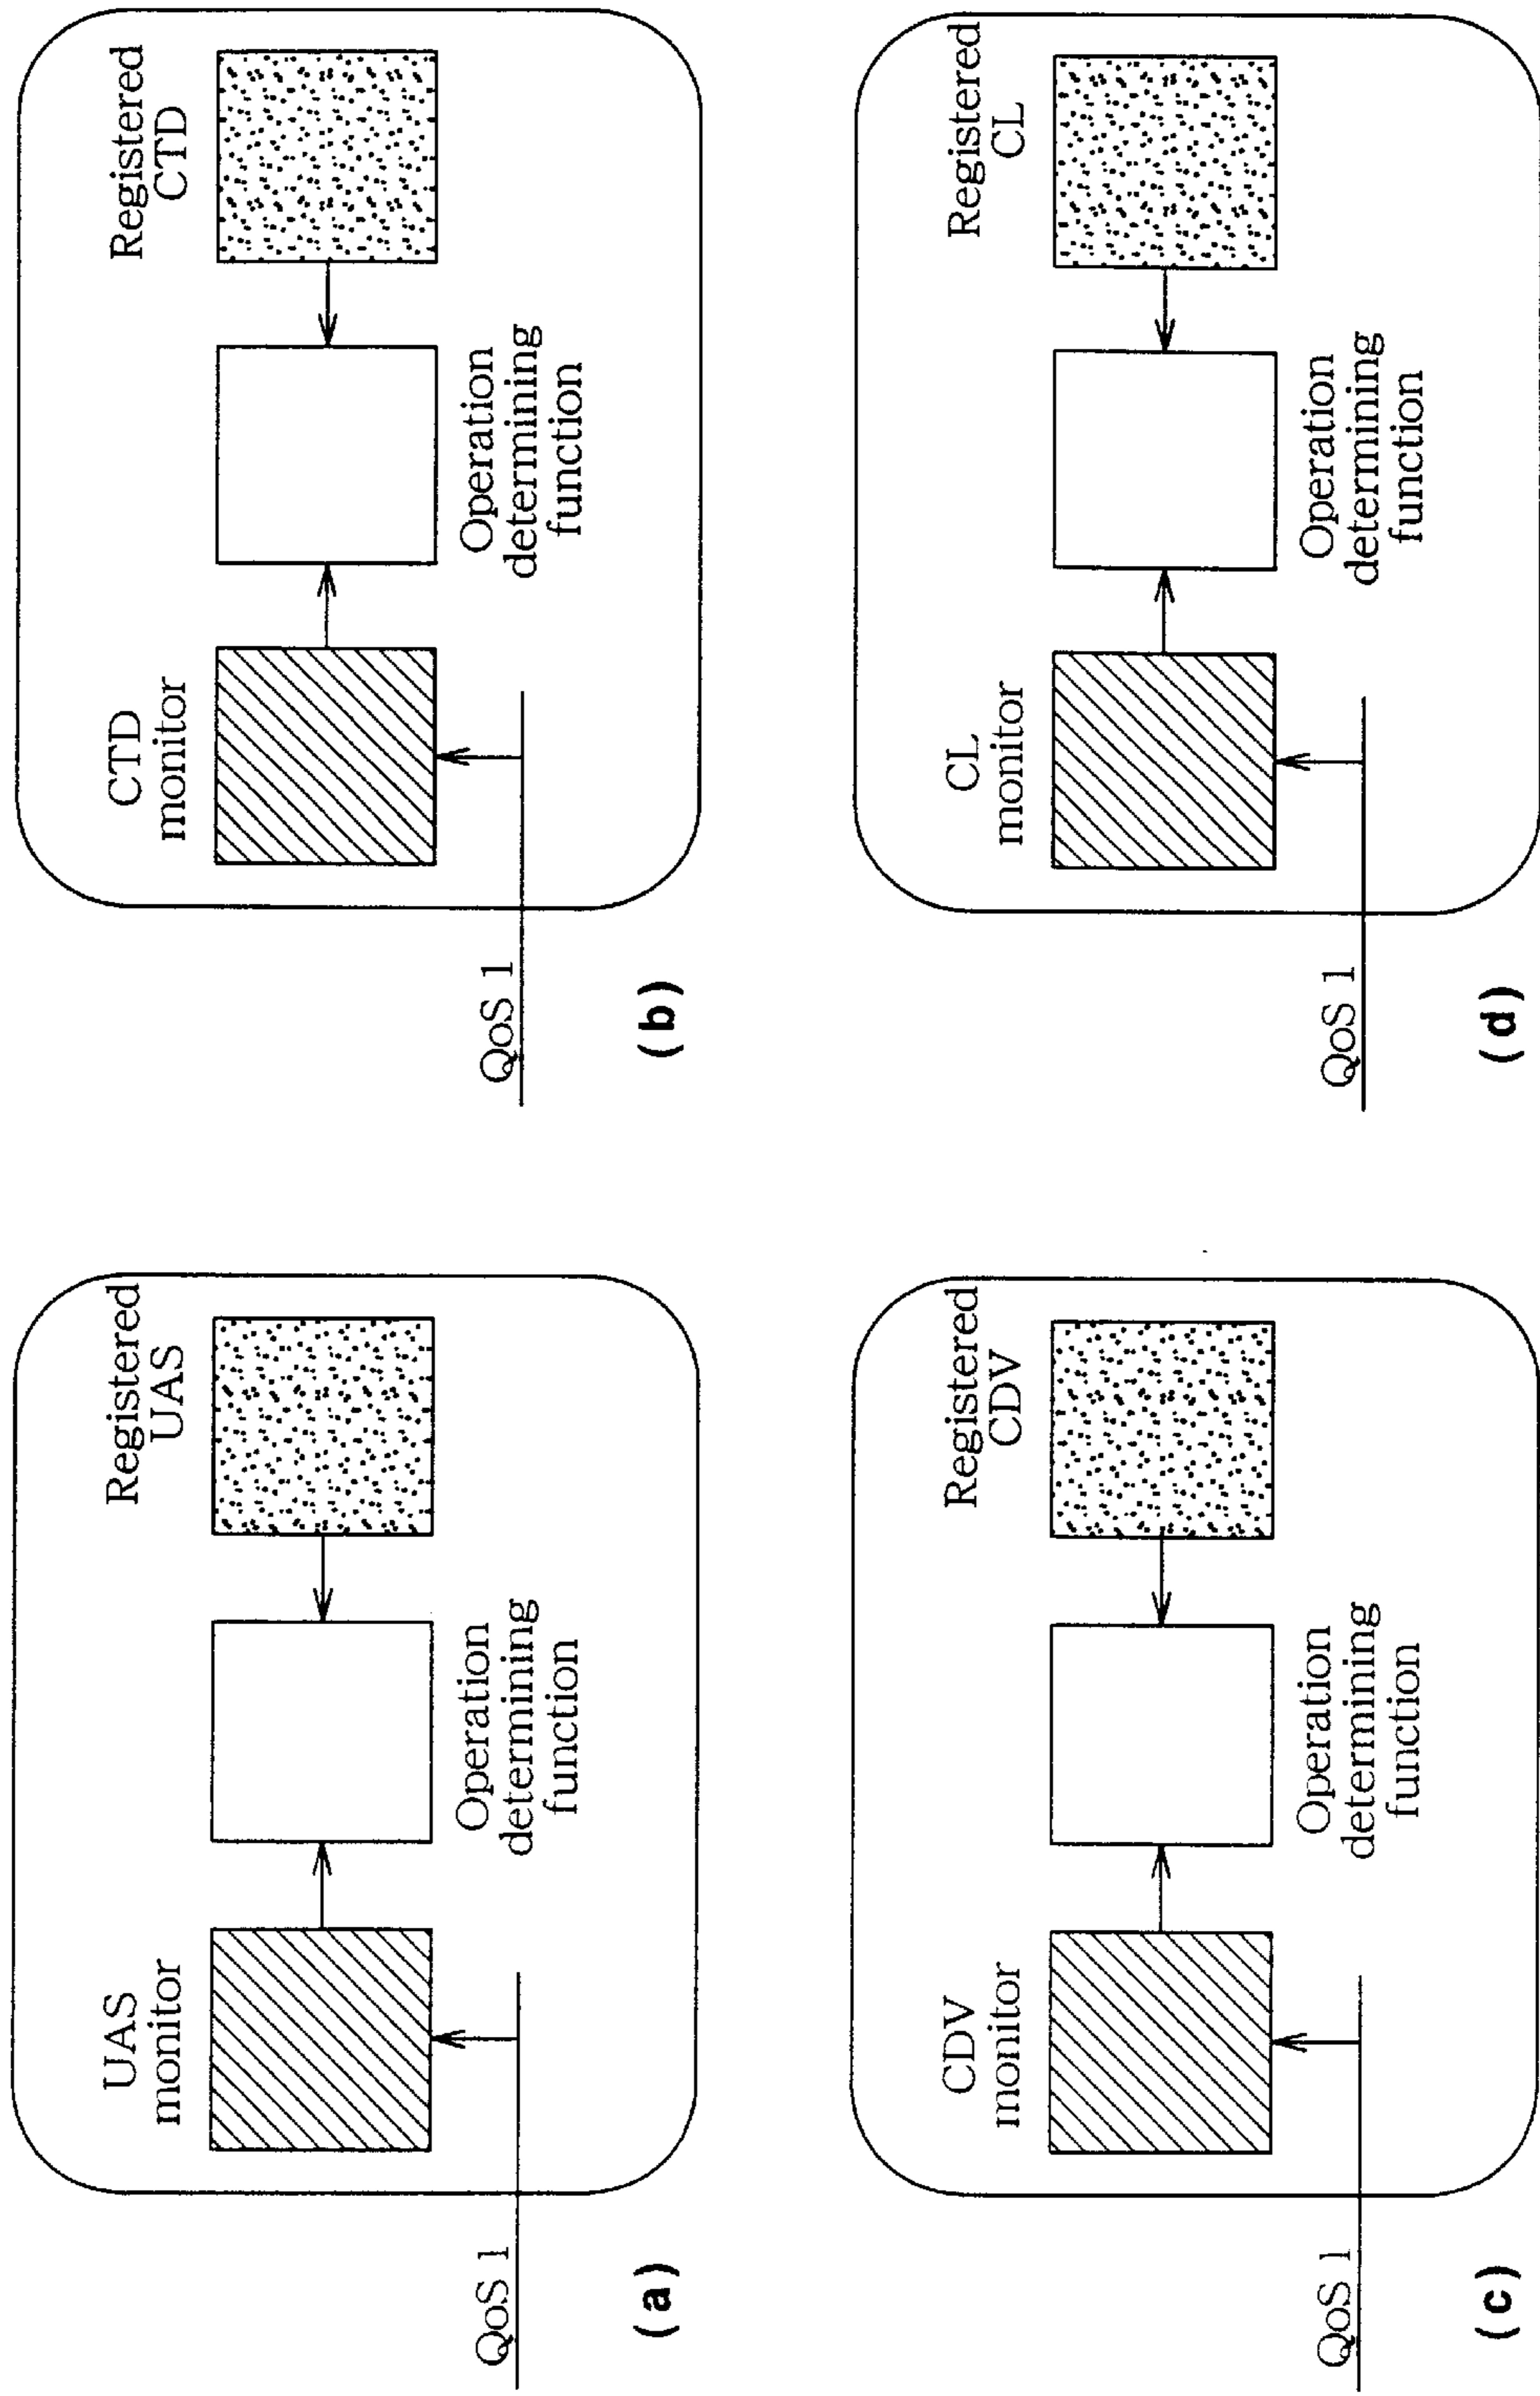 UAS
monitor
Registered
UAS
Operation
determining
function
QoS 1
(a)
CTD
monitor
Registered
CTD
Operation
determining
function
QoS 1
(b)
CDV
monitor
Registered
CDV
Operation
determining
function
QoS 1
(c)
CL
monitor
Registered
CL
Operation
determining
function
QoS 1
(d)